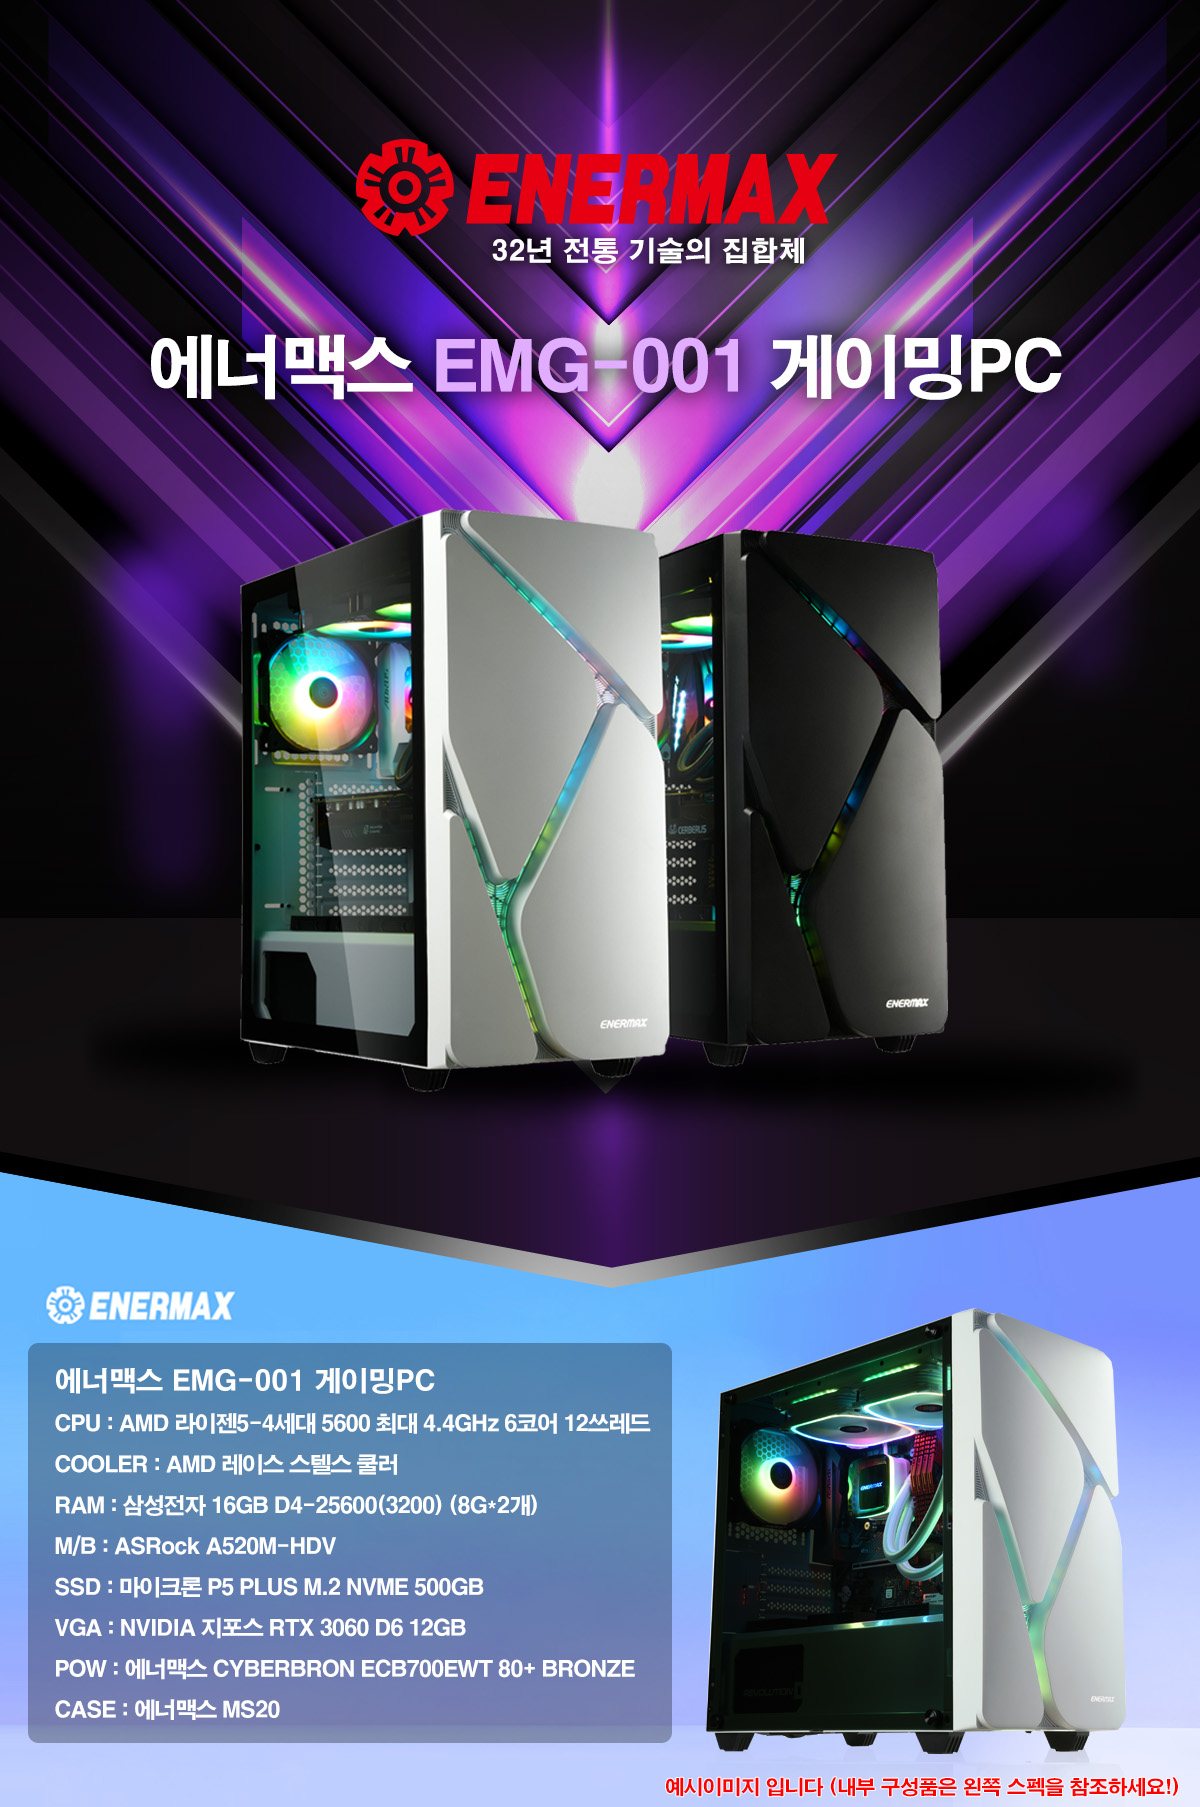 ENERMAX
32년 전통 기술의 집합체
에너맥스 EMG-001 게이밍PC
CERBERUS
ENERMAX
ENERMAX
ENERMAX
에너맥스 EMG-001 게이밍PC
CPU : AMD 라이젠5-4세대 5600 최대 4.4GHz 6코어 12쓰레드
COOLER : AMD 레이스 스텔스 쿨러
RAM : 삼성전자 16GB D4-25600(3200) (8G*2개)
M/B : ASRock A520M-HDV
SSD : 마이크론 P5 PLUS M.2 NVME 500GB
VGA : NVIDIA 지포스 RTX 3060 D6 12GB
POW : 에너맥스 CYBERBRON ECB700EWT 80+ BRONZE
CASE : 에너맥스 MS20
ENERMAX
ENERMAX
예시이미지 입니다 (내부 구성품은 왼쪽 스펙을 참조하세요!)